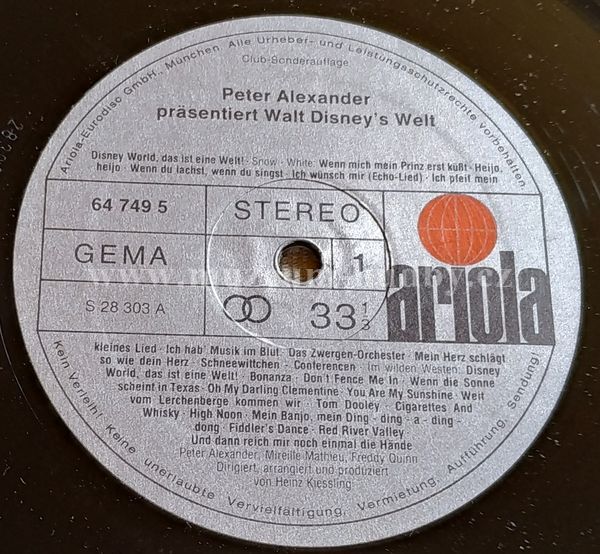 Ariola-Eurodisc GmbH., München. Alle Urheber- und Leistungsschutzrechte vorbehalten.
Club-Sonderauflage
Peter Alexander
präsentiert Walt Disney's Welt
Disney World, das ist eine Welt! · Snow · White: Wenn mich mein Prinz erst küßt · Heijo,
heijo · Wenn du lachst, wenn du singst · Ich wünsch mir (Echo-Lied) · Ich pfeif mein
64 749 5
STEREO
GEMA
1
ariola
S 28 303 A
33 1/3
kleines Lied · Ich hab' Musik im Blut · Das Zwergen-Orchester · Mein Herz schlägt
so wie dein Herz · Schneewittchen · Conferencen · Im wilden Westen: Disney
World, das ist eine Welt! · Bonanza · Don't Fence Me In · Wenn die Sonne
scheint in Texas · Oh My Darling Clementine · You Are My Sunshine · Weit
vom Lerchenberge kommen wir · Tom Dooley · Cigarettes And
Whisky · High Noon · Mein Banjo, mein Ding - ding - a - ding -
dong · Fiddler's Dance · Red River Valley
Und dann reich mir noch einmal die Hände
Peter Alexander, Mireille Mathieu, Freddy Quinn
Dirigiert, arrangiert und produziert
von Heinz Kiessling
Kein Verleih! Keine unerlaubte Vervielfältigung, Vermietung, Aufführung, Sendung!